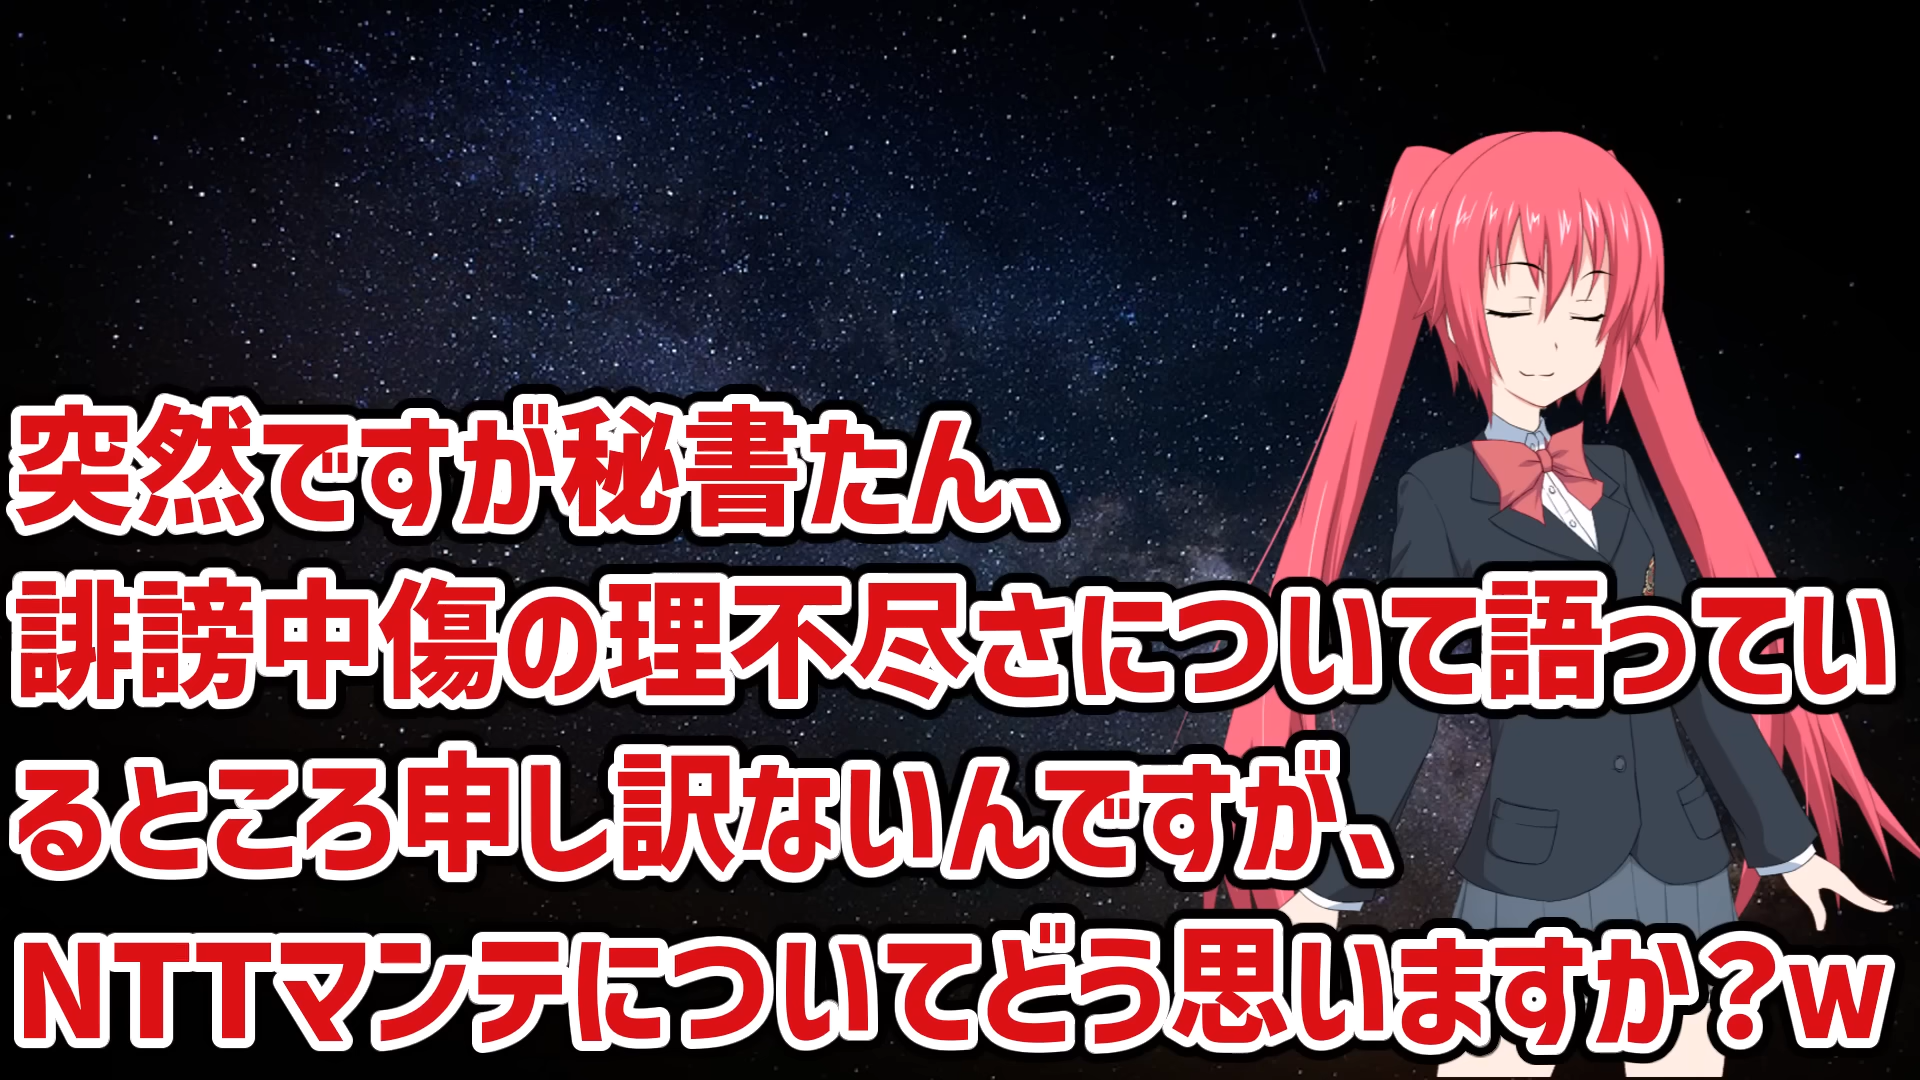 突然ですが秘書たん、
誹謗中傷の理不尽さについて語ってい
るところ申し訳ないんですが、
NTTマンテについてどう思いますか？w